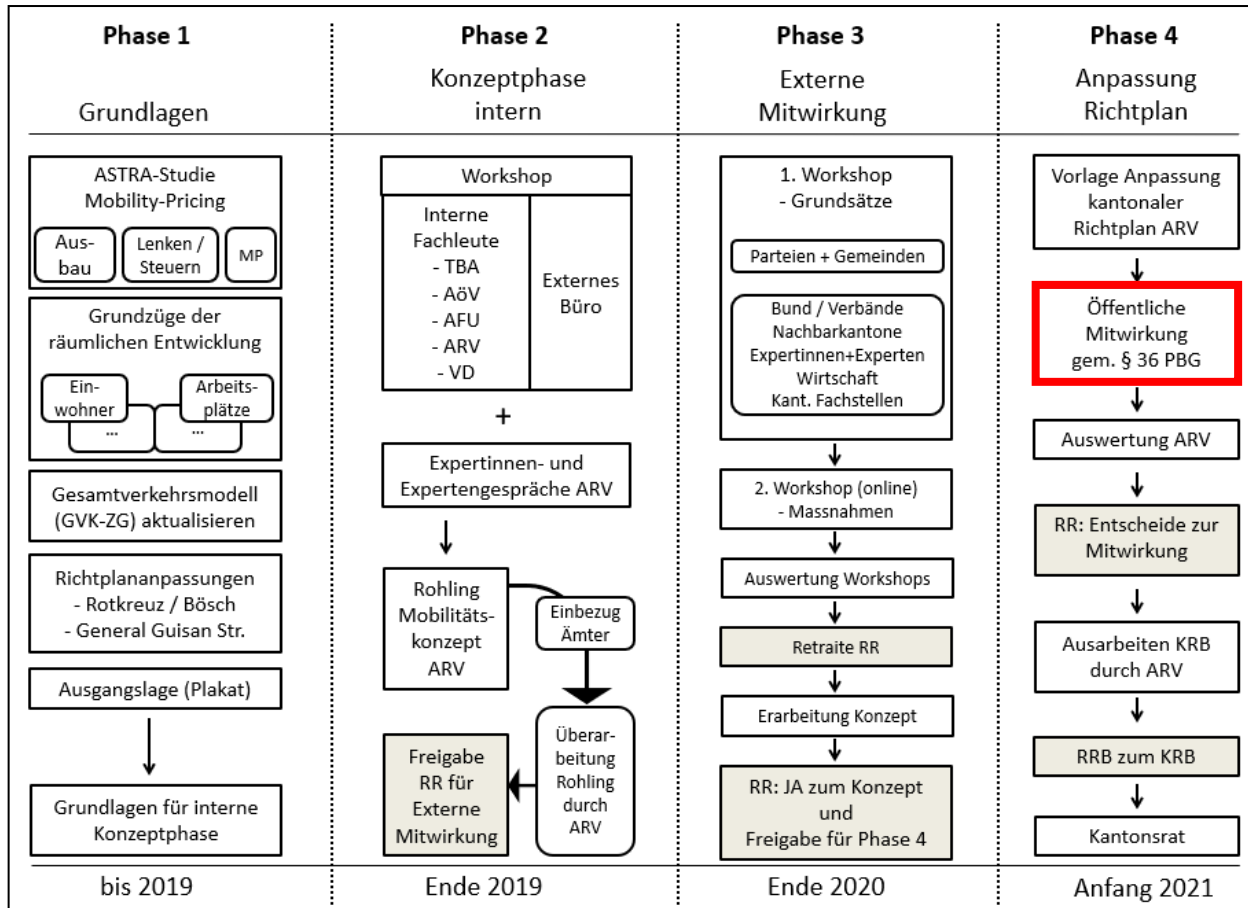 Phase 1
Grundlagen
ASTRA-Studie
Mobility-Pricing
Aus-
bau
Lenken /
Steuern
MP
Grundzüge der
räumlichen Entwicklung
Ein-
wohner
...
Arbeits-
plätze
...
Gesamtverkehrsmodell
(GVK-ZG) aktualisieren
Richtplananpassungen
- Rotkreuz / Bösch
- General Guisan Str.
Ausgangslage (Plakat)
Grundlagen für interne
Konzeptphase
bis 2019
Phase 2
Konzeptphase
intern
Workshop
Interne
Fachleute
- TBA
- AöV
- AFU
- ARV
- VD
Externes
Büro
+
Expertinnen- und
Expertengespräche ARV
Rohling
Mobilitäts-
konzept
ARV
Einbezug
Ämter
Überar-
beitung
Rohling
durch
ARV
Freigabe
RR für
Externe
Mitwirkung
Ende 2019
Phase 3
Externe
Mitwirkung
1. Workshop
- Grundsätze
Parteien + Gemeinden
Bund / Verbände
Nachbarkantone
Expertinnen+Experten
Wirtschaft
Kant. Fachstellen
2. Workshop (online)
- Massnahmen
Auswertung Workshops
Retraite RR
Erarbeitung Konzept
RR: JA zum Konzept
und
Freigabe für Phase 4
Ende 2020
Phase 4
Anpassung
Richtplan
Vorlage Anpassung
kantonaler
Richtplan ARV
Öffentliche
Mitwirkung
gem. § 36 PBG
Auswertung ARV
RR: Entscheide zur
Mitwirkung
Ausarbeiten KRB
durch ARV
RRB zum KRB
Kantonsrat
Anfang 2021